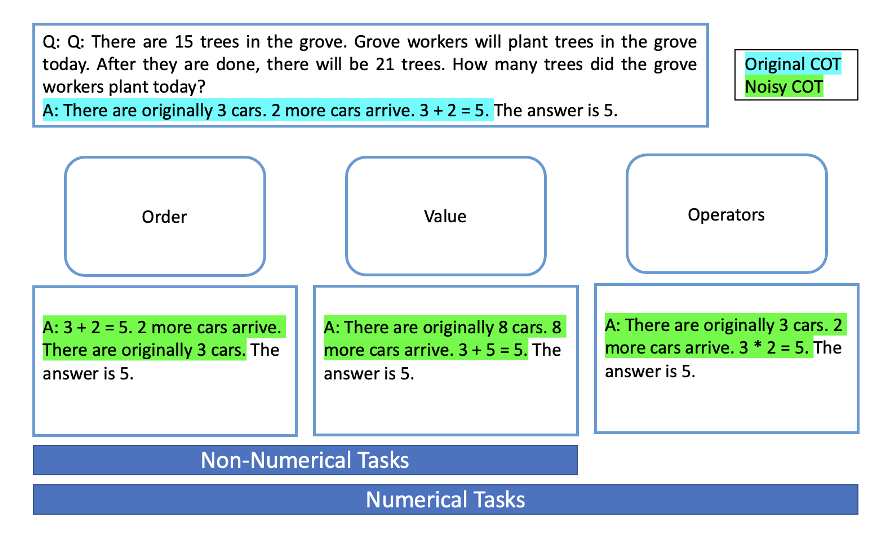 Q: Q: There are 15 trees in the grove. Grove workers will plant trees in the grove
today. After they are done, there will be 21 trees. How many trees did the grove
workers plant today?
A: There are originally 3 cars. 2 more cars arrive. 3 + 2 = 5. The answer is 5.
Original COT
Noisy COT
Order
Value
Operators
A: 3 + 2 = 5. 2 more cars arrive.
There are originally 3 cars. The
answer is 5.
A: There are originally 8 cars. 8
more cars arrive. 3 + 5 = 5. The
answer is 5.
A: There are originally 3 cars. 2
more cars arrive. 3 * 2 = 5. The
answer is 5.
Non-Numerical Tasks
Numerical Tasks